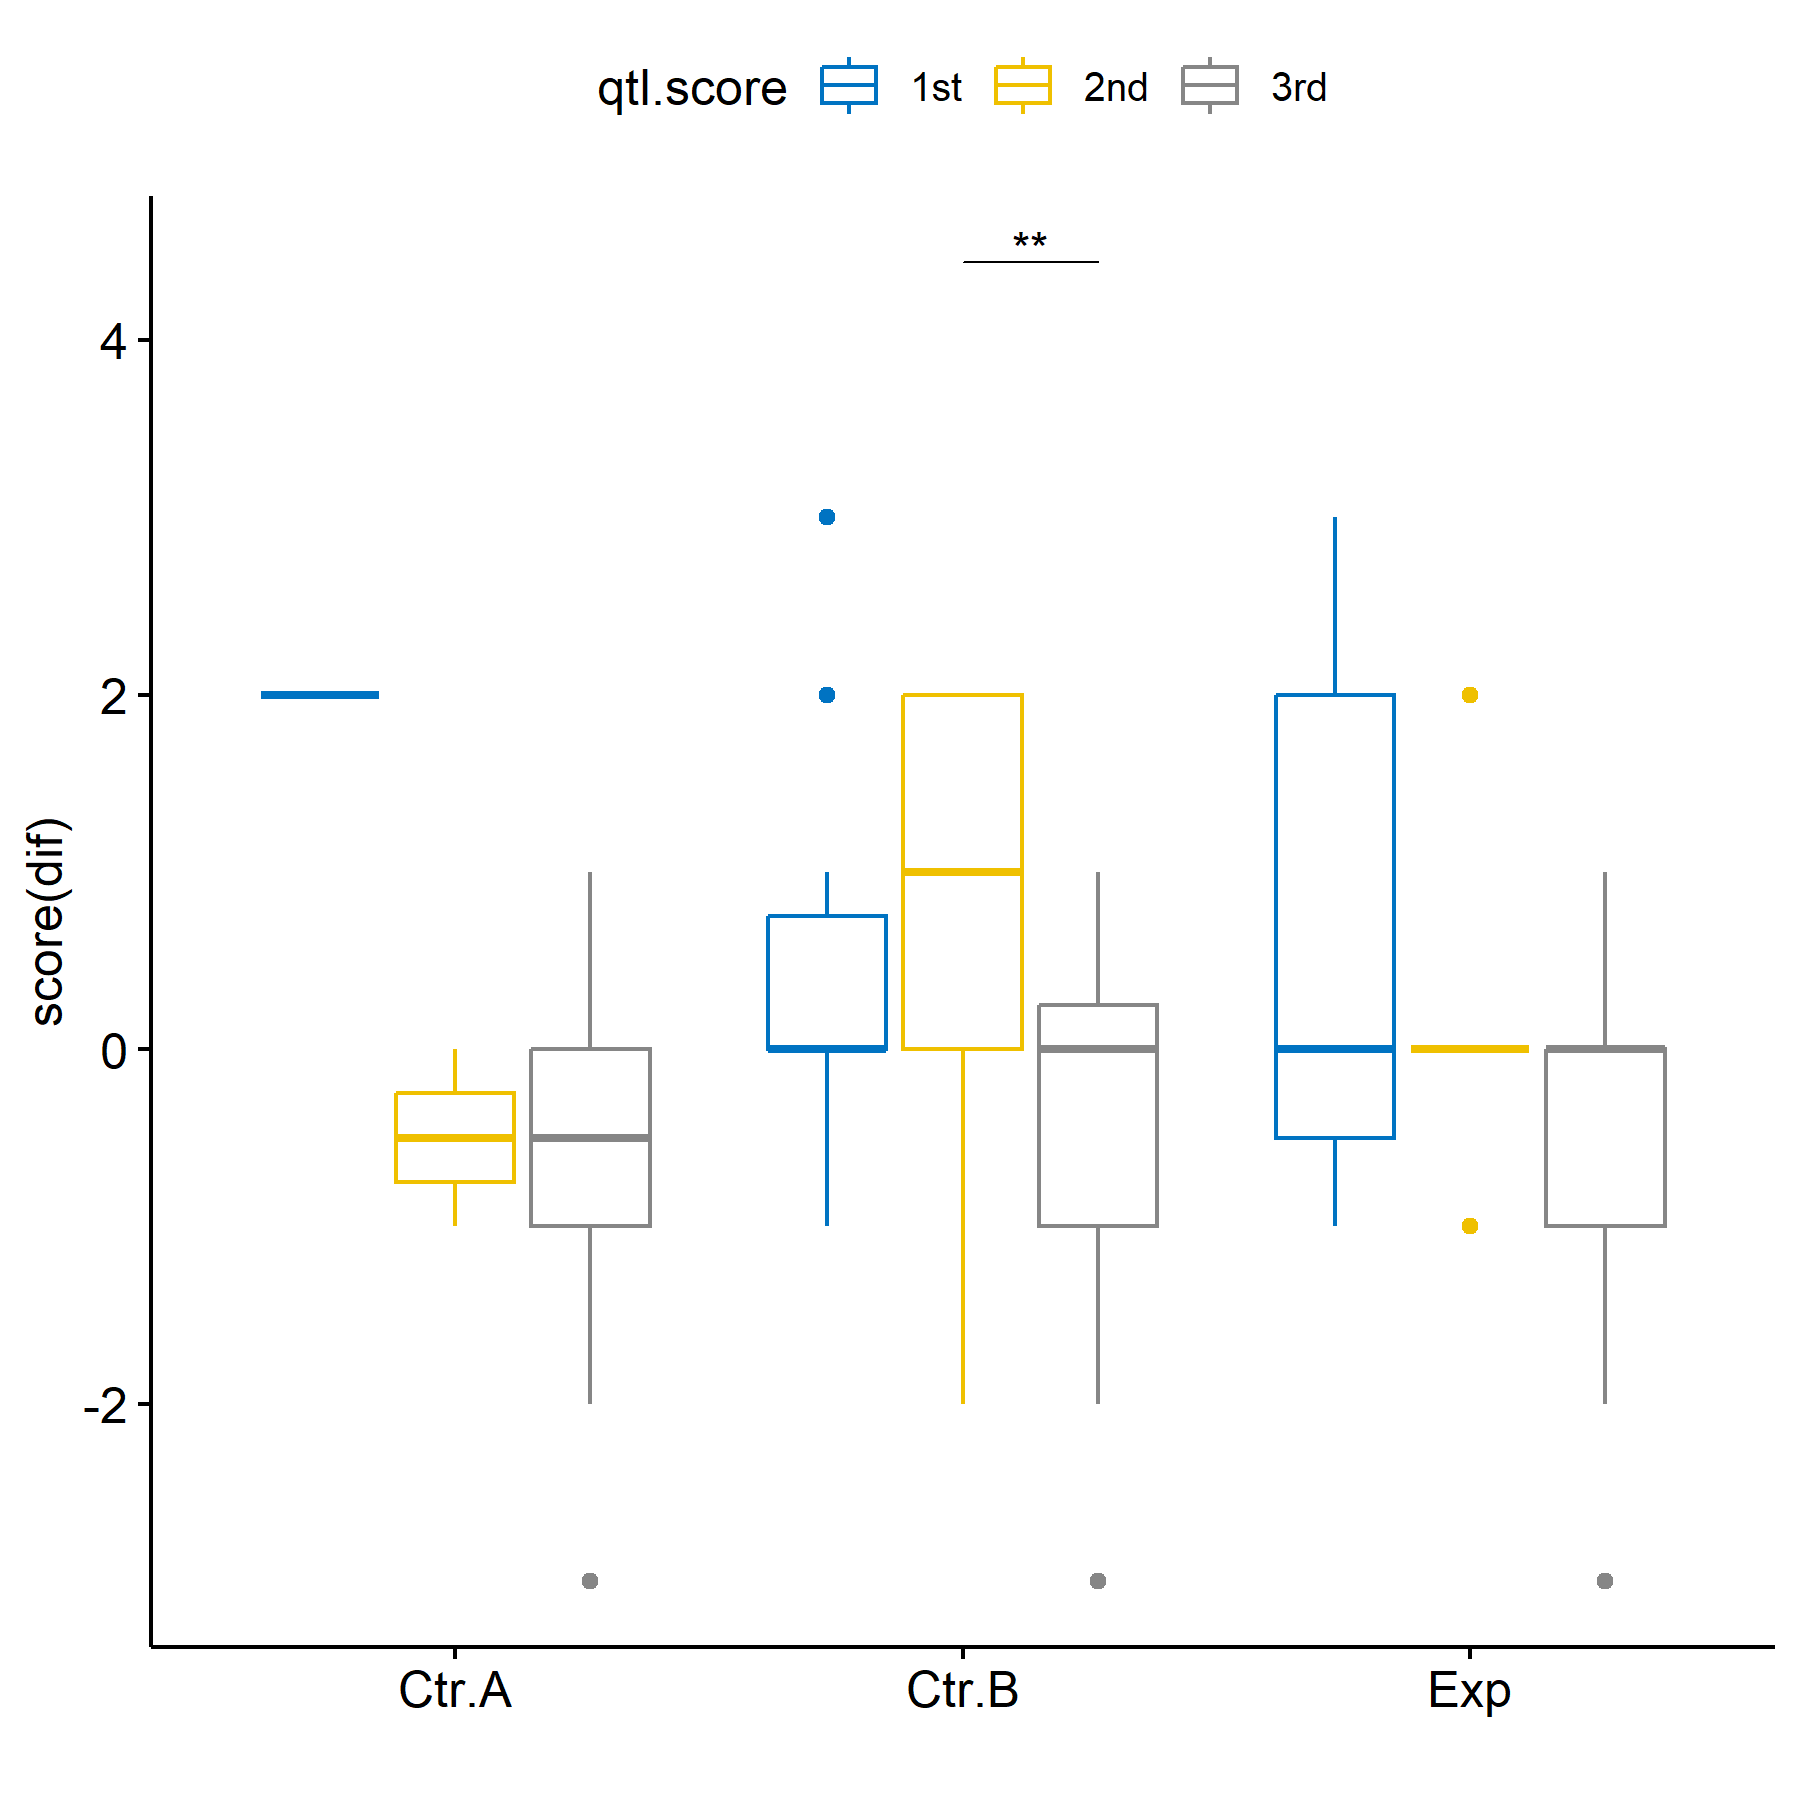 qtl.score 1st 2nd 3rd
**
4
2
0
-2
score(dif)
Ctr.A Ctr.B Exp